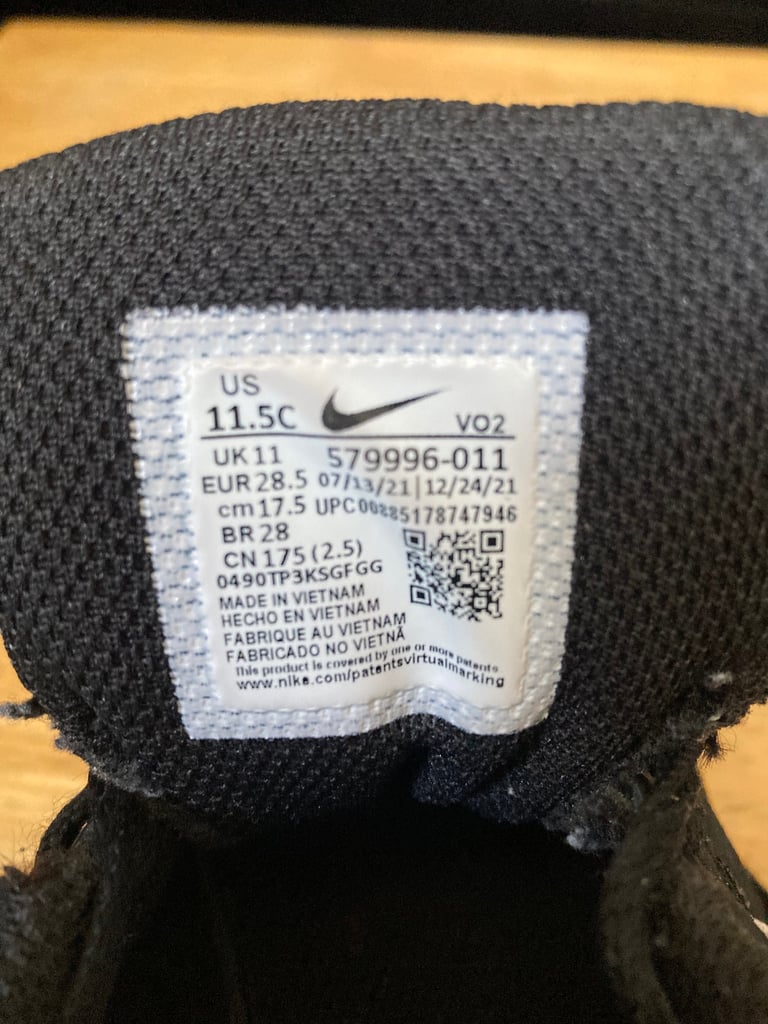 US
11.5C VO2
UK 11 579996-011
EUR 28.5 07/13/21|12/24/21
cm 17.5 UPC 00885178747946
BR 28
CN 175 (2.5)
0490TP3KSGFGG
MADE IN VIETNAM
HECHO EN VIETNAM
FABRIQUE AU VIETNAM
FABRICADO NO VIETNÃ
This product is covered by one or more patents
www.nike.com/patentsvirtualmarking